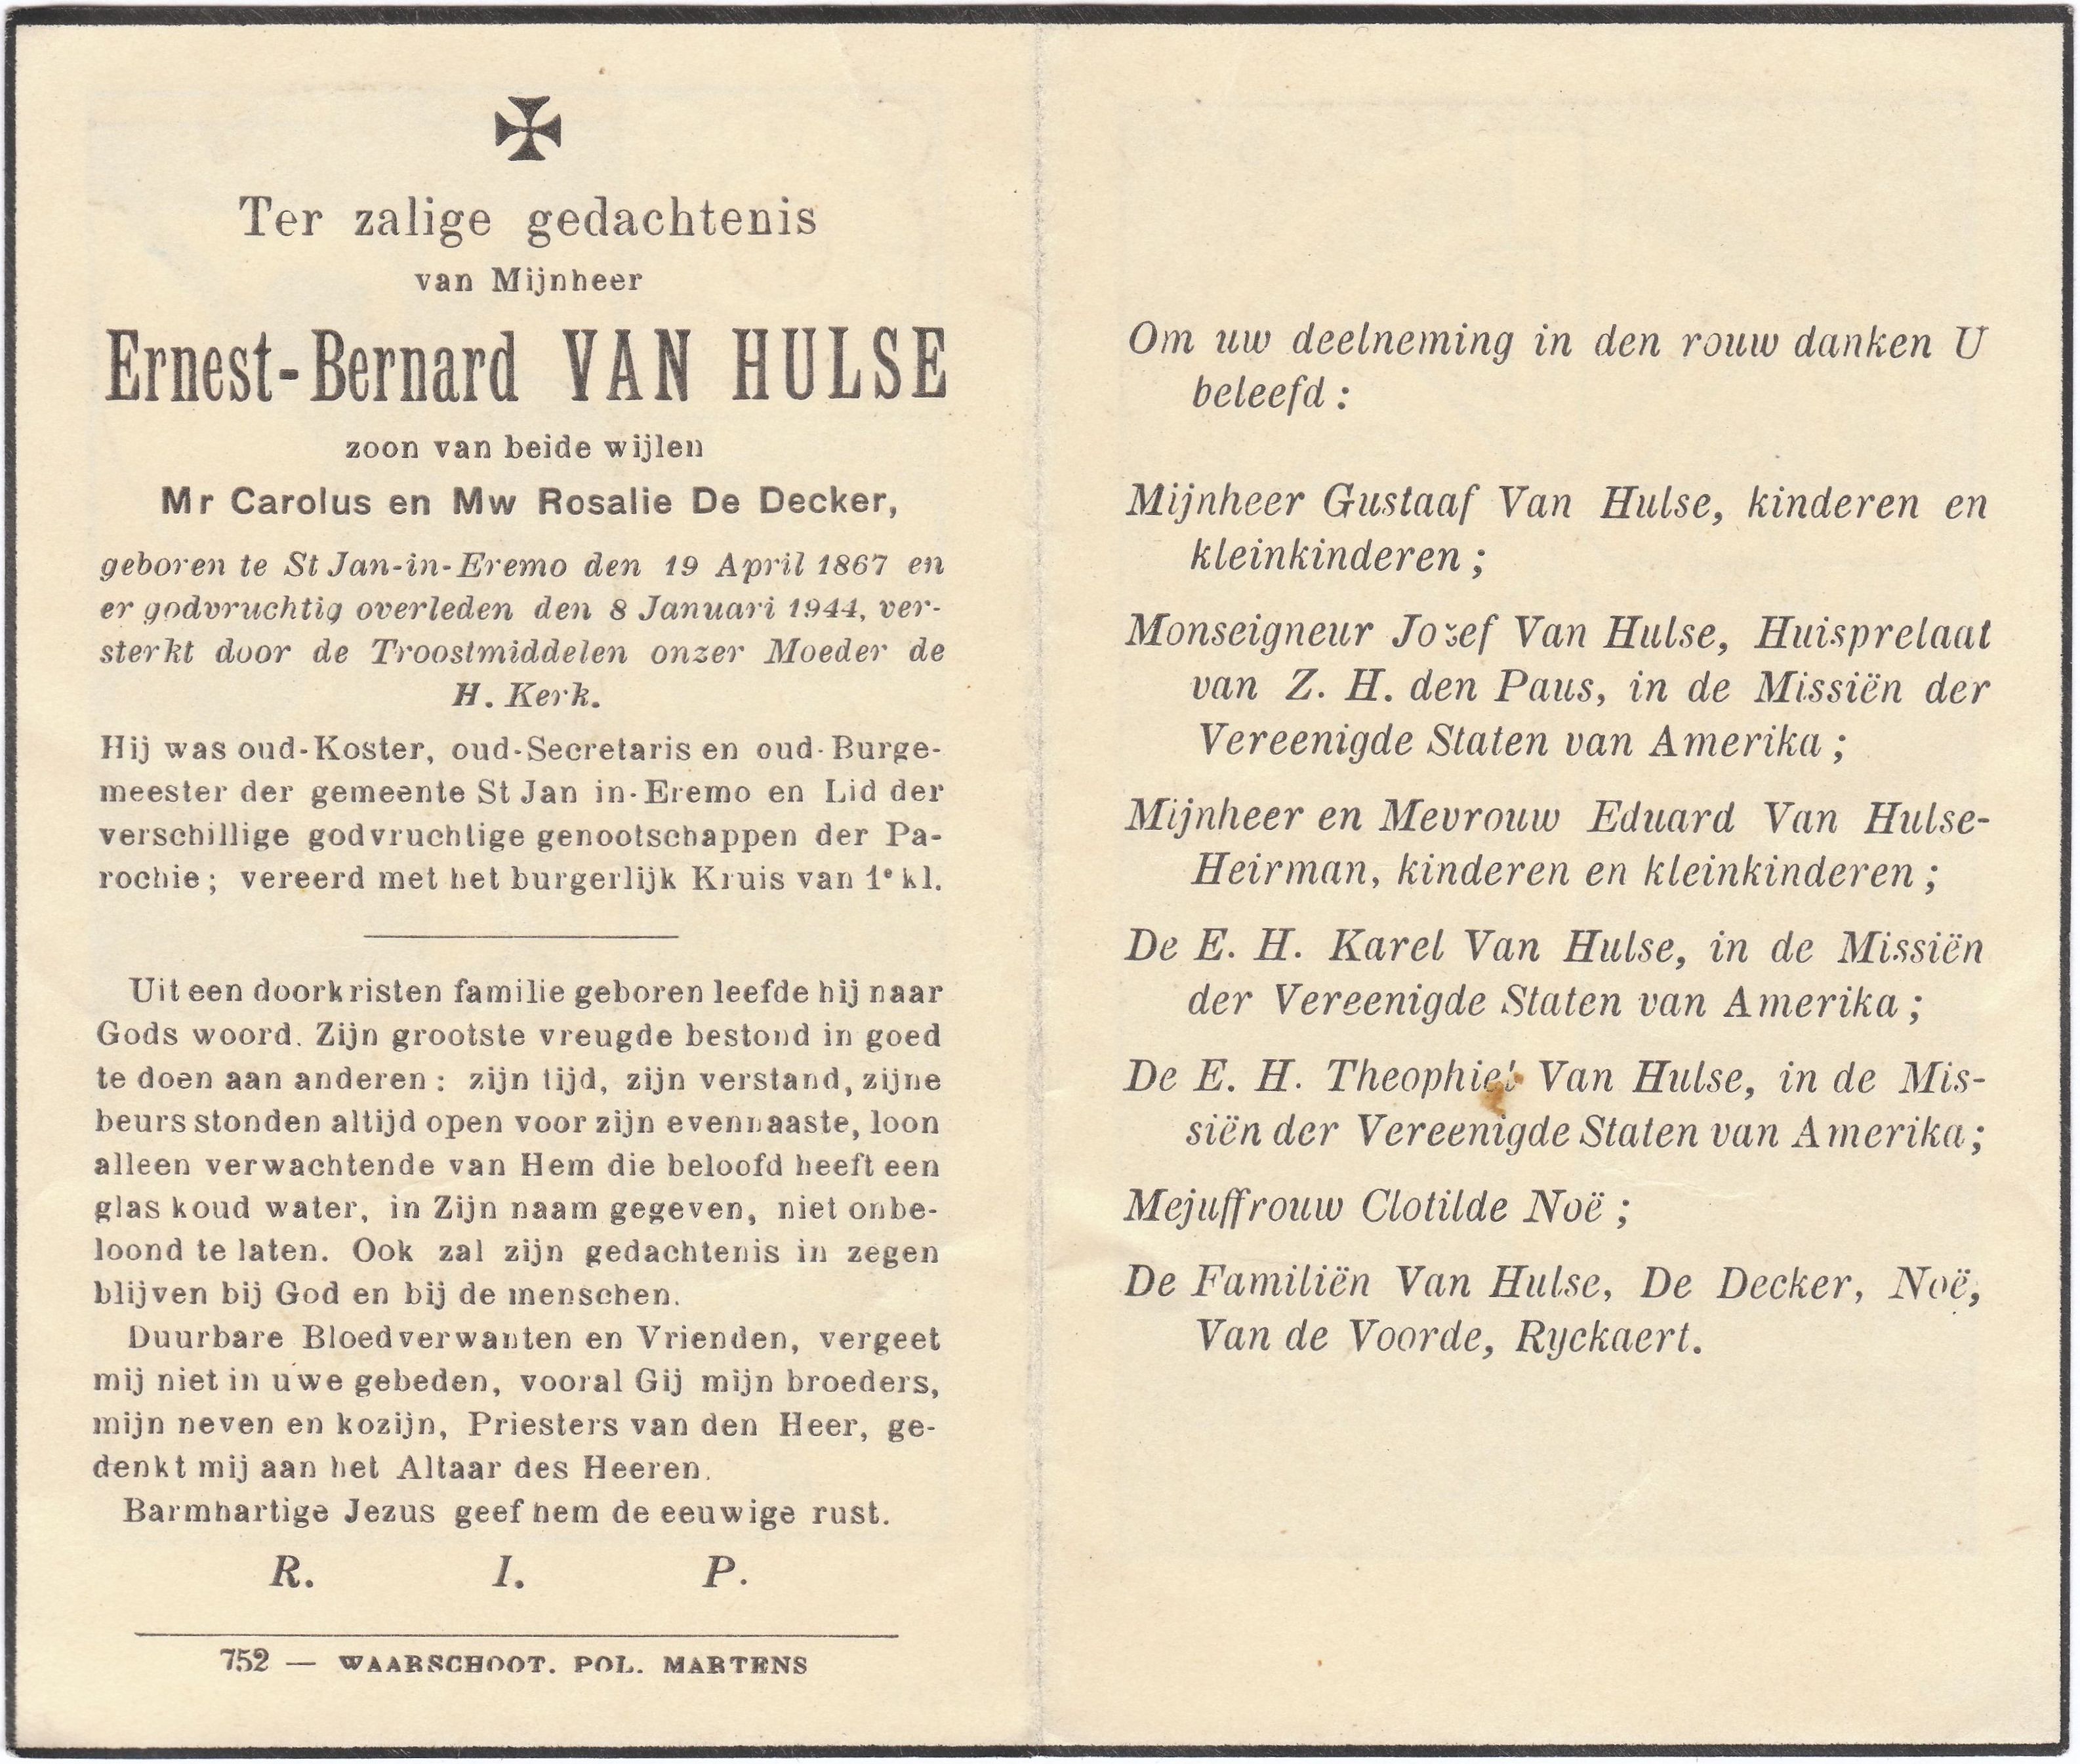 Ter zalige gedachtenis
van Mijnheer
Ernest-Bernard VAN HULSE
zoon van beide wijlen
Mr Carolus en Mw Rosalie De Decker,
geboren te St Jan-in-Eremo den 19 April 1867 en
er godvruchtig overleden den 8 Januari 1944, ver-
sterkt door de Troostmiddelen onzer Moeder de
H. Kerk.
Hij was oud-Koster, oud-Secretaris en oud-Burge-
meester der gemeente St Jan in-Eremo en Lid der
verschillige godvruchtige genootschappen der Pa-
rochie; vereerd met het burgerlijk Kruis van 1e kl.
Uit een doorkristen familie geboren leefde hij naar
Gods woord. Zijn grootste vreugde bestond in goed
te doen aan anderen: zijn tijd, zijn verstand, zijne
beurs stonden altijd open voor zijn evennaaste, loon
alleen verwachtende van Hem die beloofd heeft een
glas koud water, in Zijn naam gegeven, niet onbe-
loond te laten. Ook zal zijn gedachtenis in zegen
blijven bij God en bij de menschen.
Duurbare Bloedverwanten en Vrienden, vergeet
mij niet in uwe gebeden, vooral Gij mijn broeders,
mijn neven en kozijn, Priesters van den Heer, ge-
denkt mij aan het Altaar des Heeren.
Barmhartige Jezus geef hem de eeuwige rust.
R. I. P.
752 — WAARSCHOOT. POL. MARTENS
Om uw deelneming in den rouw danken U
beleefd :
Mijnheer Gustaaf Van Hulse, kinderen en
kleinkinderen ;
Monseigneur Jozef Van Hulse, Huisprelaat
van Z. H. den Paus, in de Missiën der
Vereenigde Staten van Amerika ;
Mijnheer en Mevrouw Eduard Van Hulse-
Heirman, kinderen en kleinkinderen ;
De E. H. Karel Van Hulse, in de Missiën
der Vereenigde Staten van Amerika ;
De E. H. Theophiel Van Hulse, in de Mis-
siën der Vereenigde Staten van Amerika;
Mejuffrouw Clotilde Noë ;
De Familiën Van Hulse, De Decker, Noë,
Van de Voorde, Ryckaert.